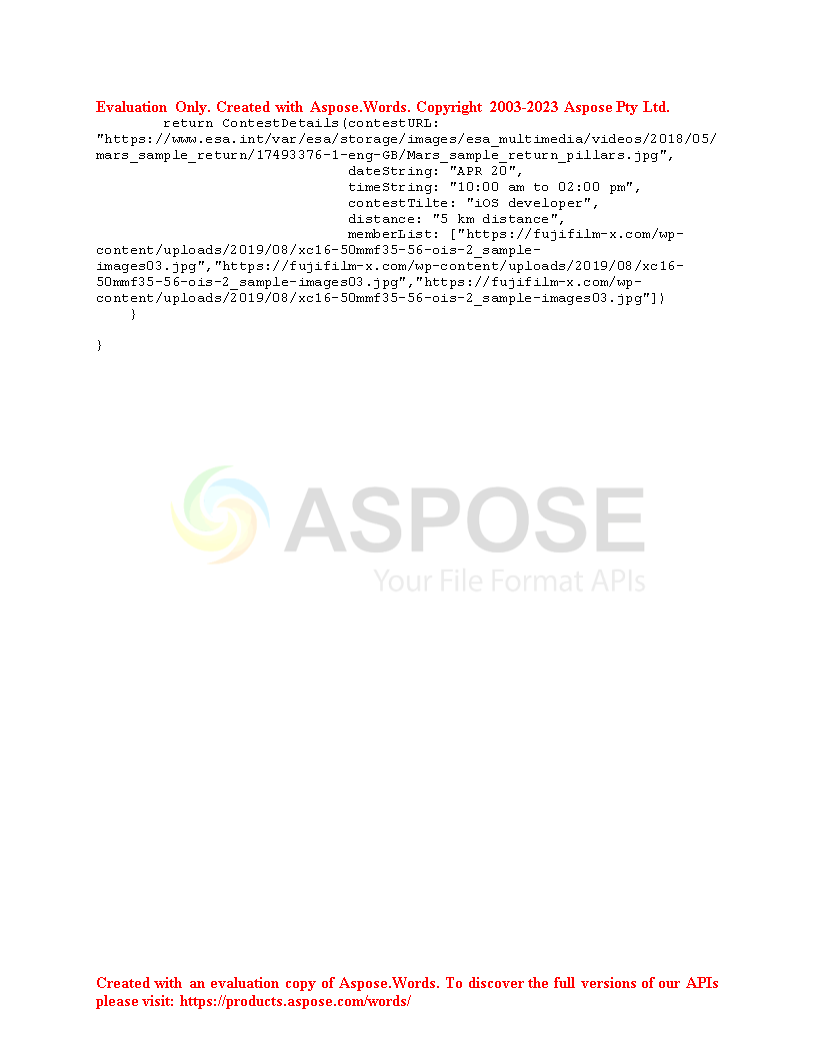 Evaluation Only. Created with Aspose.Words. Copyright 2003-2023 Aspose Pty Ltd.
return ContestDetails(contestURL:
"https://www.esa.int/var/esa/storage/images/esa_multimedia/videos/2018/05/
mars_sample_return/17493376-1-eng-GB/Mars_sample_return_pillars.jpg",
dateString: "APR 20",
timeString: "10:00 am to 02:00 pm",
contestTilte: "iOS developer",
distance: "5 km distance",
memberList: ["https://fujifilm-x.com/wp-
content/uploads/2019/08/xc16-50mmf35-56-ois-2_sample-
images03.jpg","https://fujifilm-x.com/wp-content/uploads/2019/08/xc16-
50mmf35-56-ois-2_sample-images03.jpg","https://fujifilm-x.com/wp-
content/uploads/2019/08/xc16-50mmf35-56-ois-2_sample-images03.jpg"])
}
}
ASPOSE
Your File Format APIs
Created with an evaluation copy of Aspose.Words. To discover the full versions of our APIs
please visit: https://products.aspose.com/words/